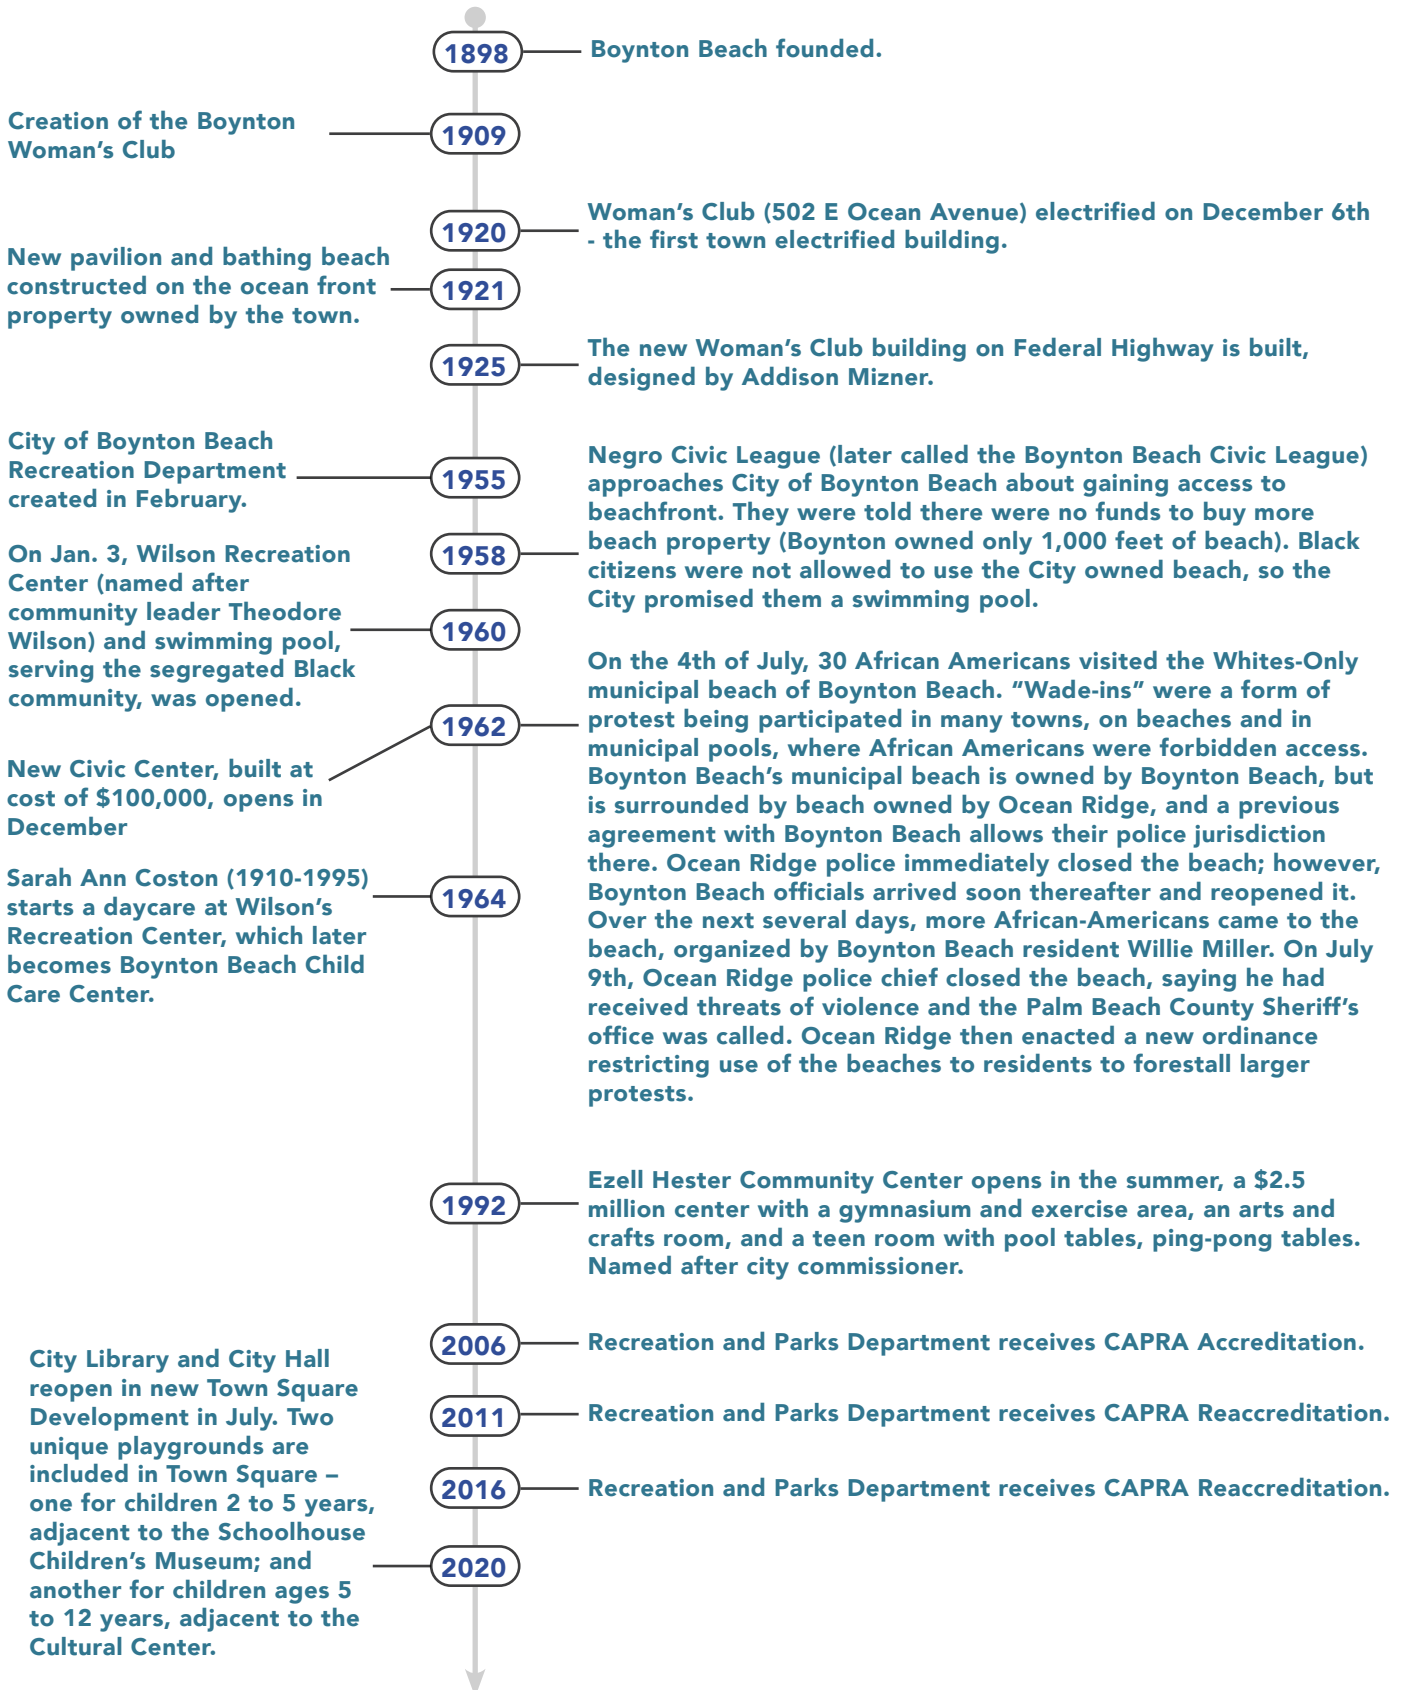 1898
Boynton Beach founded.
Creation of the Boynton
Woman’s Club
1909
1920
Woman’s Club (502 E Ocean Avenue) electrified on December 6th
- the first town electrified building.
New pavilion and bathing beach
constructed on the ocean front
property owned by the town.
1921
1925
The new Woman’s Club building on Federal Highway is built,
designed by Addison Mizner.
City of Boynton Beach
Recreation Department
created in February.
1955
1958
Negro Civic League (later called the Boynton Beach Civic League)
approaches City of Boynton Beach about gaining access to
beachfront. They were told there were no funds to buy more
beach property (Boynton owned only 1,000 feet of beach). Black
citizens were not allowed to use the City owned beach, so the
City promised them a swimming pool.
On Jan. 3, Wilson Recreation
Center (named after
community leader Theodore
Wilson) and swimming pool,
serving the segregated Black
community, was opened.
1960
1962
On the 4th of July, 30 African Americans visited the Whites-Only
municipal beach of Boynton Beach. “Wade-ins” were a form of
protest being participated in many towns, on beaches and in
municipal pools, where African Americans were forbidden access.
Boynton Beach’s municipal beach is owned by Boynton Beach, but
is surrounded by beach owned by Ocean Ridge, and a previous
agreement with Boynton Beach allows their police jurisdiction
there. Ocean Ridge police immediately closed the beach; however,
Boynton Beach officials arrived soon thereafter and reopened it.
Over the next several days, more African-Americans came to the
beach, organized by Boynton Beach resident Willie Miller. On July
9th, Ocean Ridge police chief closed the beach, saying he had
received threats of violence and the Palm Beach County Sheriff’s
office was called. Ocean Ridge then enacted a new ordinance
restricting use of the beaches to residents to forestall larger
protests.
New Civic Center, built at
cost of $100,000, opens in
December
Sarah Ann Coston (1910-1995)
starts a daycare at Wilson’s
Recreation Center, which later
becomes Boynton Beach Child
Care Center.
1964
1992
Ezell Hester Community Center opens in the summer, a $2.5
million center with a gymnasium and exercise area, an arts and
crafts room, and a teen room with pool tables, ping-pong tables.
Named after city commissioner.
2006
Recreation and Parks Department receives CAPRA Accreditation.
2011
Recreation and Parks Department receives CAPRA Reaccreditation.
2016
Recreation and Parks Department receives CAPRA Reaccreditation.
City Library and City Hall
reopen in new Town Square
Development in July. Two
unique playgrounds are
included in Town Square –
one for children 2 to 5 years,
adjacent to the Schoolhouse
Children’s Museum; and
another for children ages 5
to 12 years, adjacent to the
Cultural Center.
2020